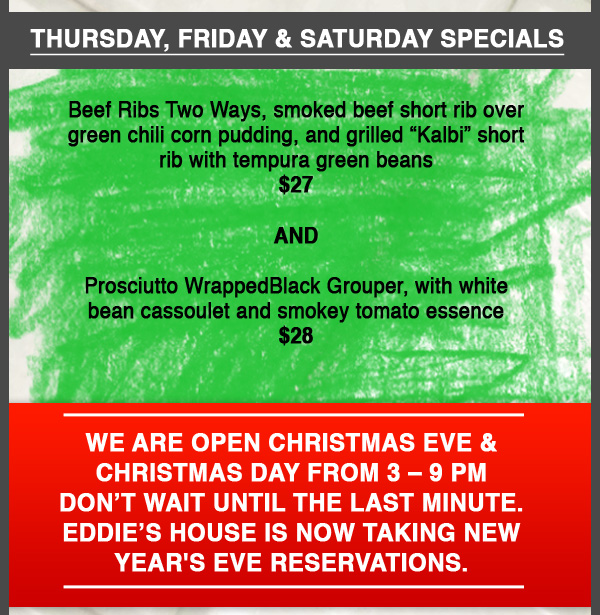 THURSDAY, FRIDAY & SATURDAY SPECIALS
Beef Ribs Two Ways, smoked beef short rib over
green chili corn pudding, and grilled “Kalbi” short
rib with tempura green beans
$27
AND
Prosciutto WrappedBlack Grouper, with white
bean cassoulet and smokey tomato essence
$28
WE ARE OPEN CHRISTMAS EVE &
CHRISTMAS DAY FROM 3 – 9 PM
DON’T WAIT UNTIL THE LAST MINUTE.
EDDIE’S HOUSE IS NOW TAKING NEW
YEAR'S EVE RESERVATIONS.